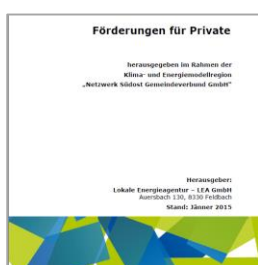 Förderungen für Private
herausgegeben im Rahmen der
Klima- und Energiemodellregion
„Netzwerk Südost Gemeindeverbund GmbH“
Herausgeber:
Lokale Energieagentur – LEA GmbH
Auersbach 130, 8330 Feldbach
Stand: Jänner 2015